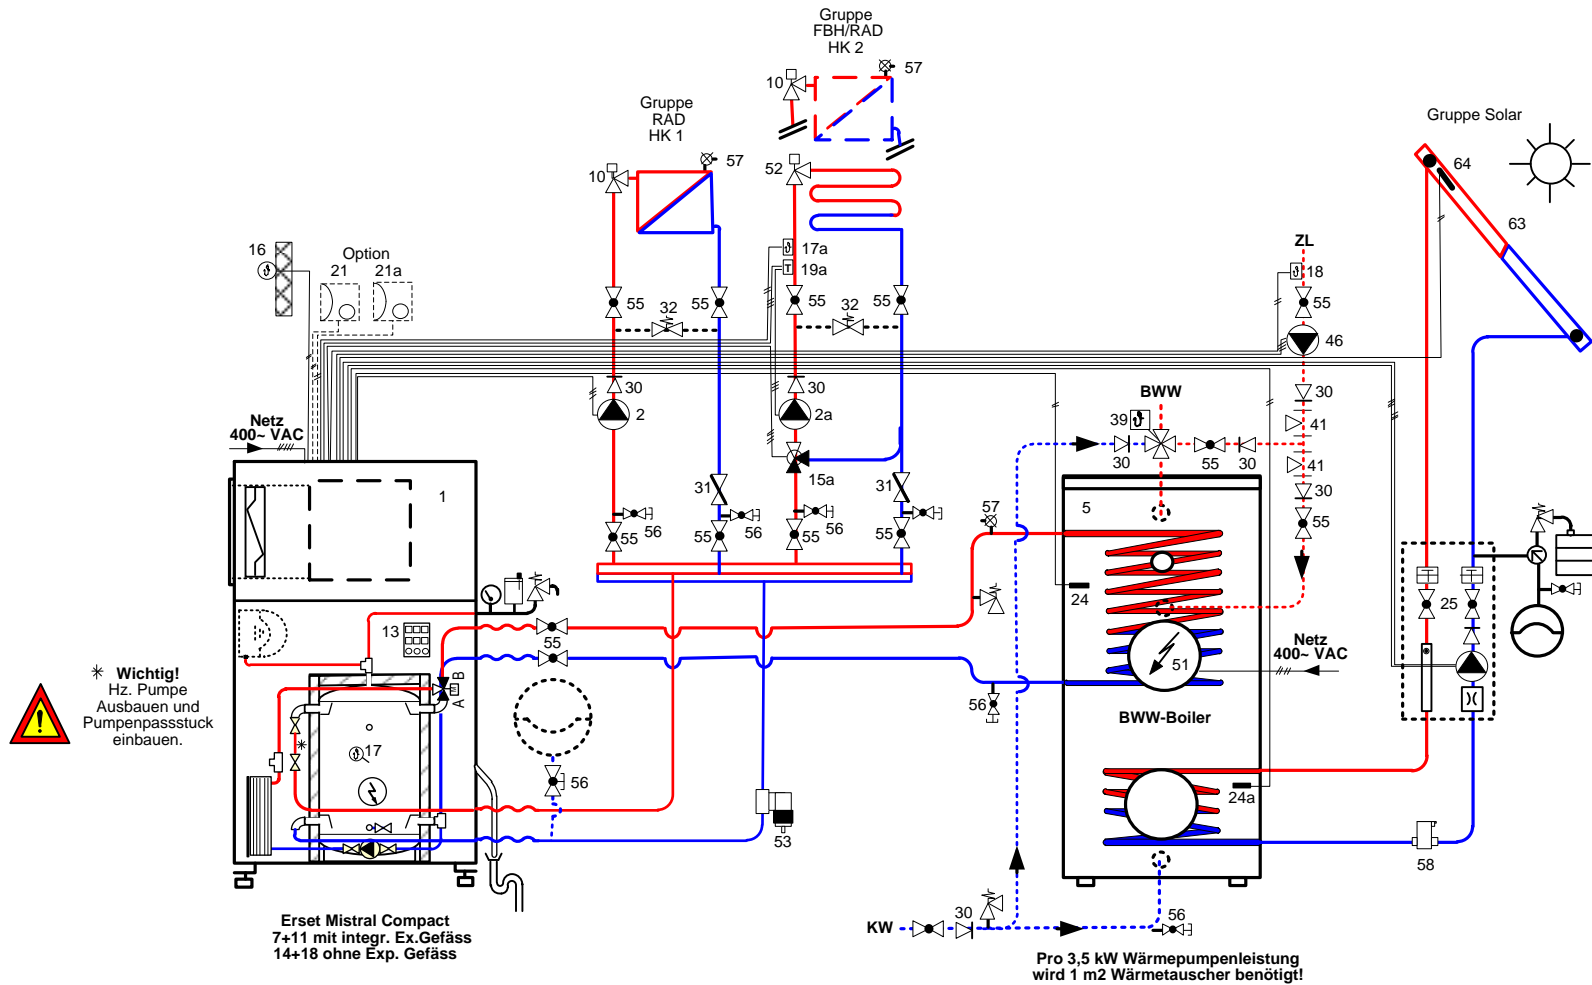 Gruppe
FBH/RAD
HK 2
10
57
Gruppe
RAD
HK 1
Gruppe Solar
57
10
52
64
63
16
Option
21
21a
17a
19a
ZL
18
55
32
55
55
32
55
55
46
30
2
30
2a
BWW
39
30
41
Netz
400~ VAC
30
55
30
41
1
31
15a
31
5
57
30
56
55
55
56
55
56
55
55
24
25
13
55
Netz
400~ VAC
51
* Wichtig!
Hz. Pumpe
Ausbauen und
Pumpenpassstuck
einbauen.
B
M
A
56
BWW-Boiler
*
17
56
24a
53
58
Erset Mistral Compact
7+11 mit integr. Ex.Gefäss
14+18 ohne Exp. Gefäss
KW
30
56
Pro 3,5 kW Wärmepumpenleistung
wird 1 m2 Wärmetauscher benötigt!